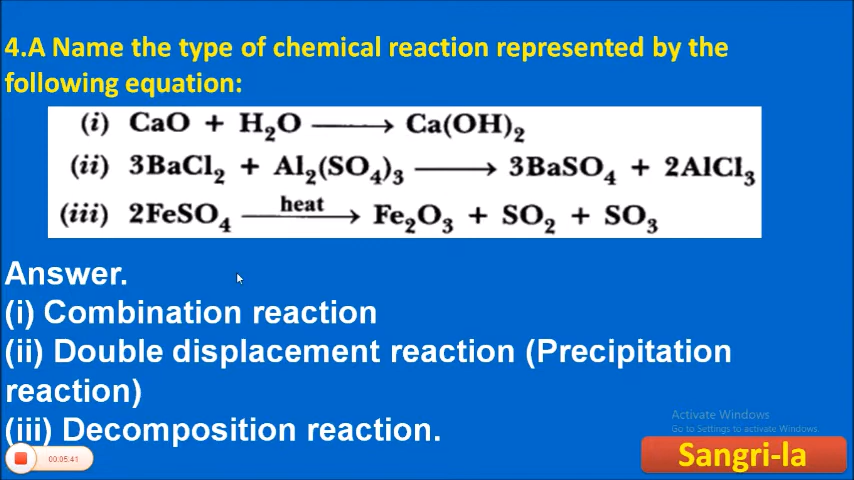 4.A Name the type of chemical reaction represented by the
following equation:
(i) CaO + H₂O ⟶ Ca(OH)₂
(ii) 3BaCl₂ + Al₂(SO₄)₃ ⟶ 3BaSO₄ + 2AlCl₃
(iii) 2FeSO₄ heat⟶ Fe₂O₃ + SO₂ + SO₃
Answer.
(i) Combination reaction
(ii) Double displacement reaction (Precipitation
reaction)
(iii) Decomposition reaction.
Activate Windows
Go to Settings to activate Windows.
00:05:41
Sangri-la